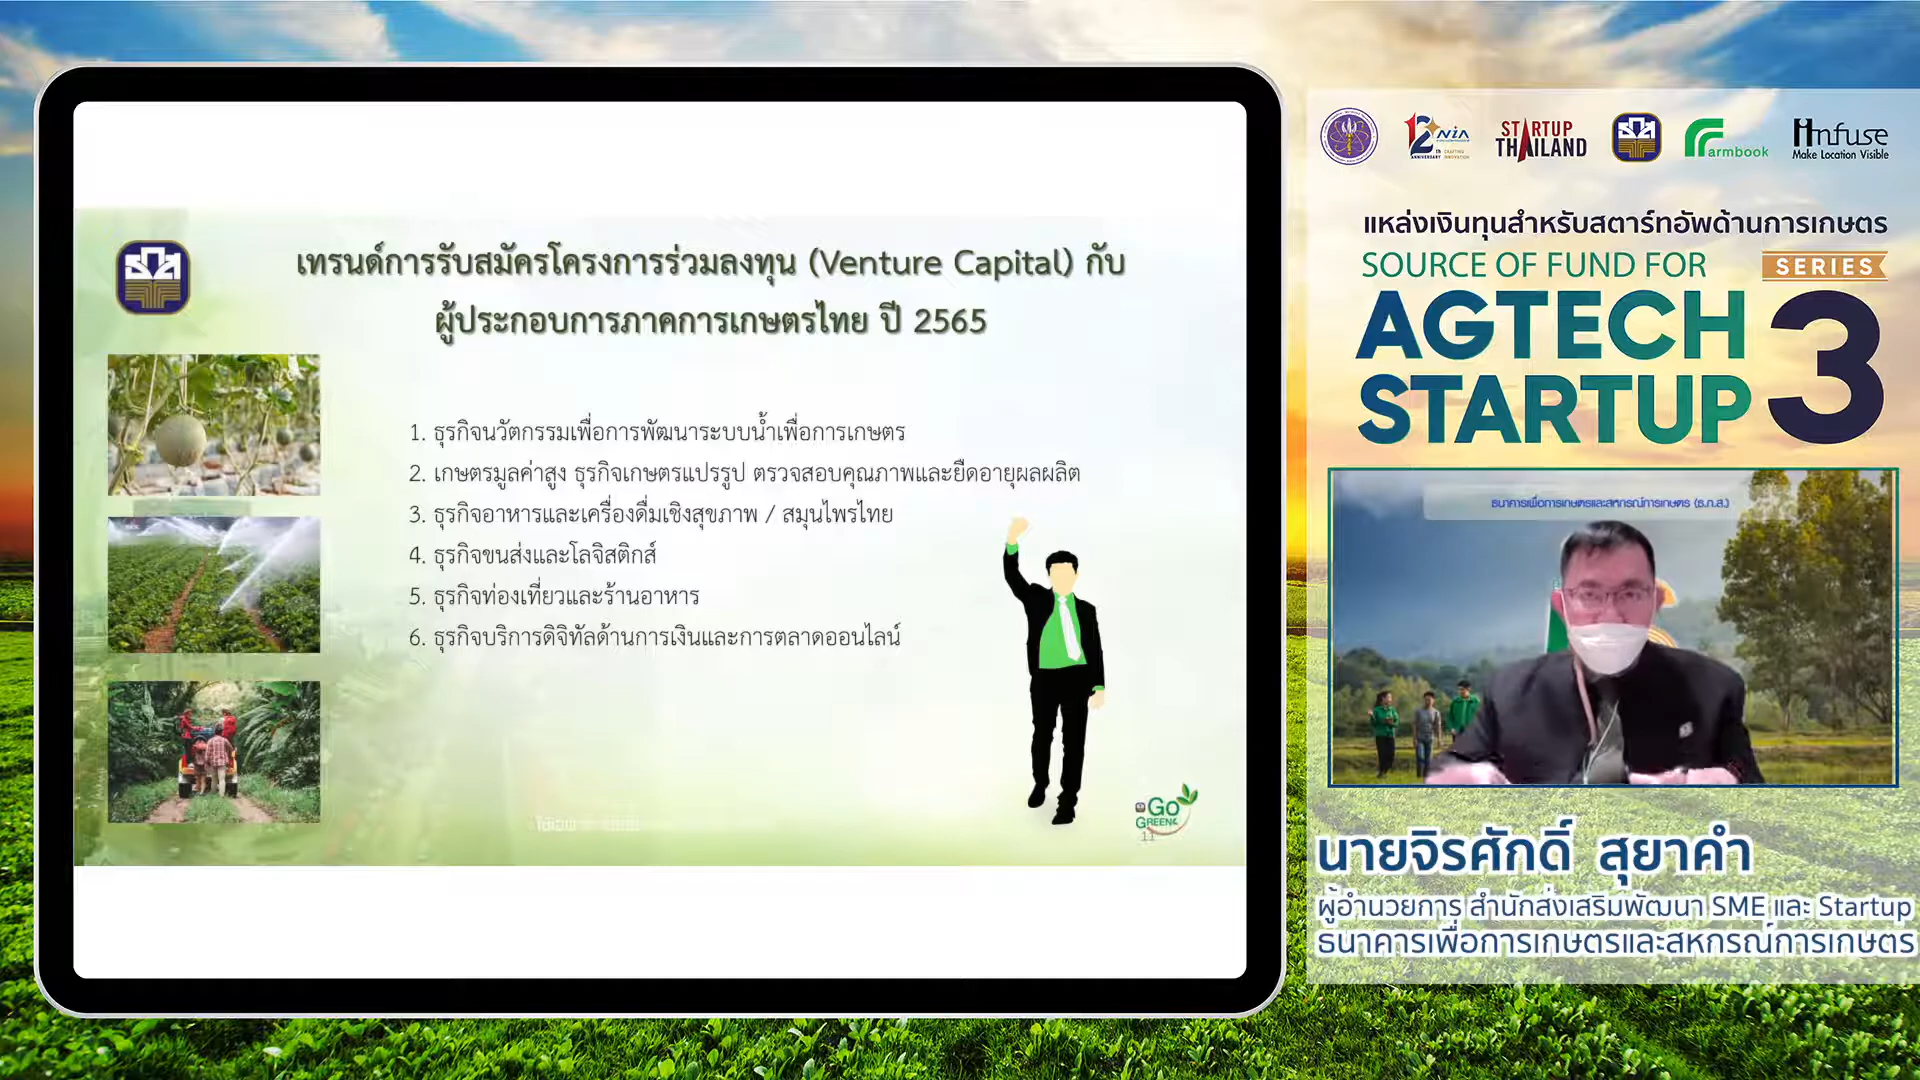 เทรนด์การรับสมัครโครงการร่วมลงทุน (Venture Capital) กับ
ผู้ประกอบการภาคการเกษตรไทย ปี 2565
1. ธุรกิจนวัตกรรมเพื่อการพัฒนาระบบน้ำเพื่อการเกษตร
2. เกษตรมูลค่าสูง ธุรกิจเกษตรแปรรูป ตรวจสอบคุณภาพและยืดอายุผลผลิต
3. ธุรกิจอาหารและเครื่องดื่มเชิงสุขภาพ / สมุนไพรไทย
4. ธุรกิจขนส่งและโลจิสติกส์
5. ธุรกิจท่องเที่ยวและร้านอาหาร
6. ธุรกิจบริการดิจิทัลด้านการเงินและการตลาดออนไลน์
Go
GREEN
11
12 NIA
th ANNIVERSARY
STARTUP
THAILAND
armbook
infuse
Make Location Visible
แหล่งเงินทุนสำหรับสตาร์ทอัพด้านการเกษตร
SOURCE OF FUND FOR
SERIES
AGTECH
STARTUP
3
ธนาคารเพื่อการเกษตรและสหกรณ์การเกษตร (ธ.ก.ส.)
นายจิรศักดิ์ สุยาคำ
ผู้อำนวยการ สำนักส่งเสริมพัฒนา SME และ Startup
ธนาคารเพื่อการเกษตรและสหกรณ์การเกษตร